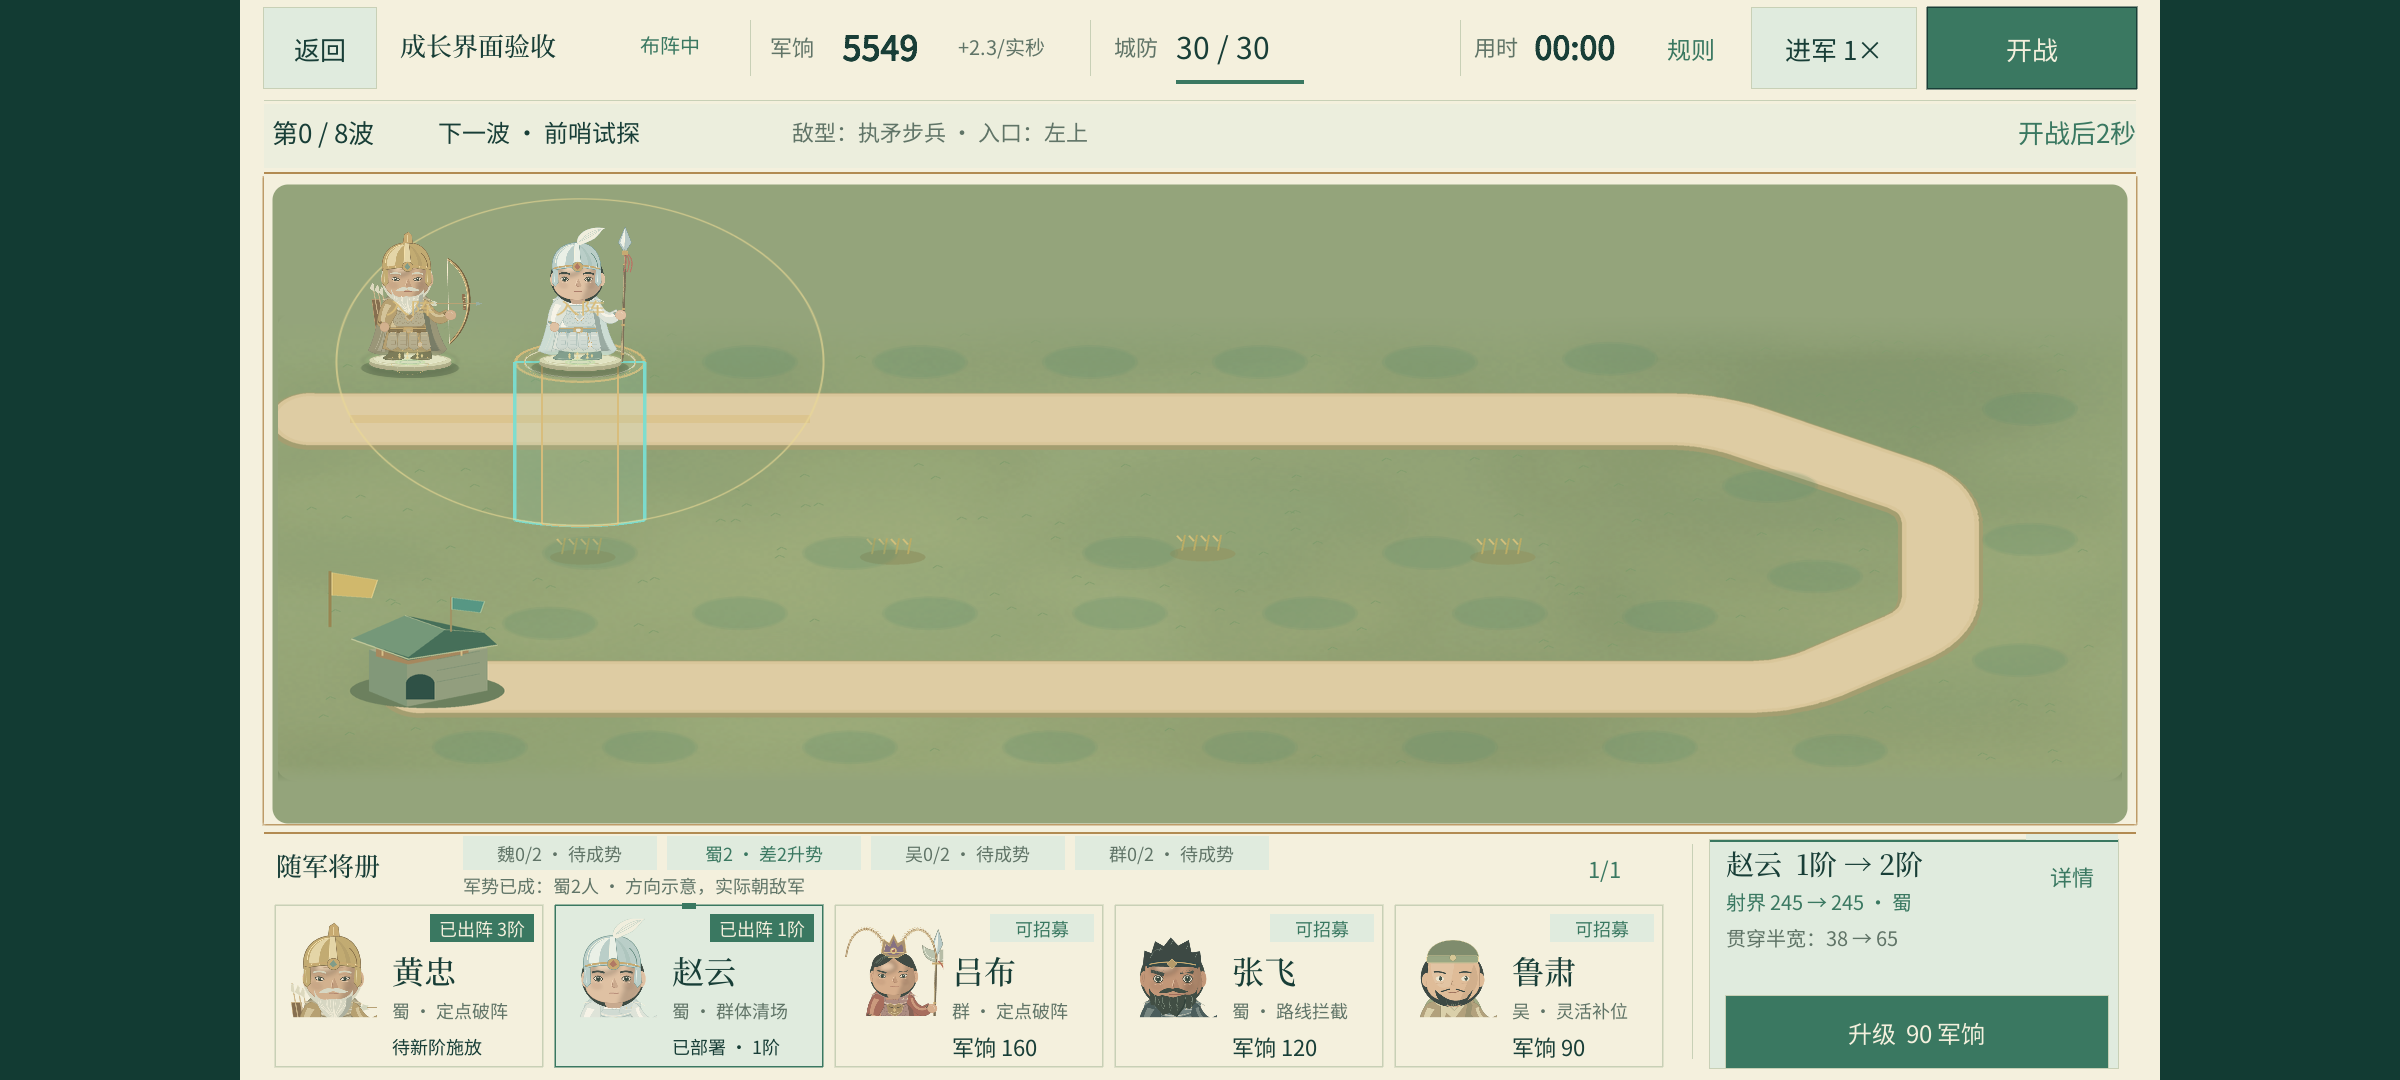 返回
成长界面验收
布阵中
军饷 5549 +2.3/实秒
城防 30 / 30
用时 00:00
规则
进军 1×
开战
第0 / 8波
下一波 · 前哨试探
敌型：执矛步兵 · 入口：左上
开战后2秒
随军将册
魏0/2 · 待成势
蜀2 · 差2升势
吴0/2 · 待成势
群0/2 · 待成势
军势已成：蜀2人 · 方向示意，实际朝敌军
1/1
已出阵 3阶
黄忠
蜀 · 定点破阵
待新阶施放
已出阵 1阶
赵云
蜀 · 群体清场
已部署 · 1阶
可招募
吕布
群 · 定点破阵
军饷 160
可招募
张飞
蜀 · 路线拦截
军饷 120
可招募
鲁肃
吴 · 灵活补位
军饷 90
赵云 1阶 → 2阶
详情
射界 245 → 245 · 蜀
贯穿半宽：38 → 65
升级 90 军饷